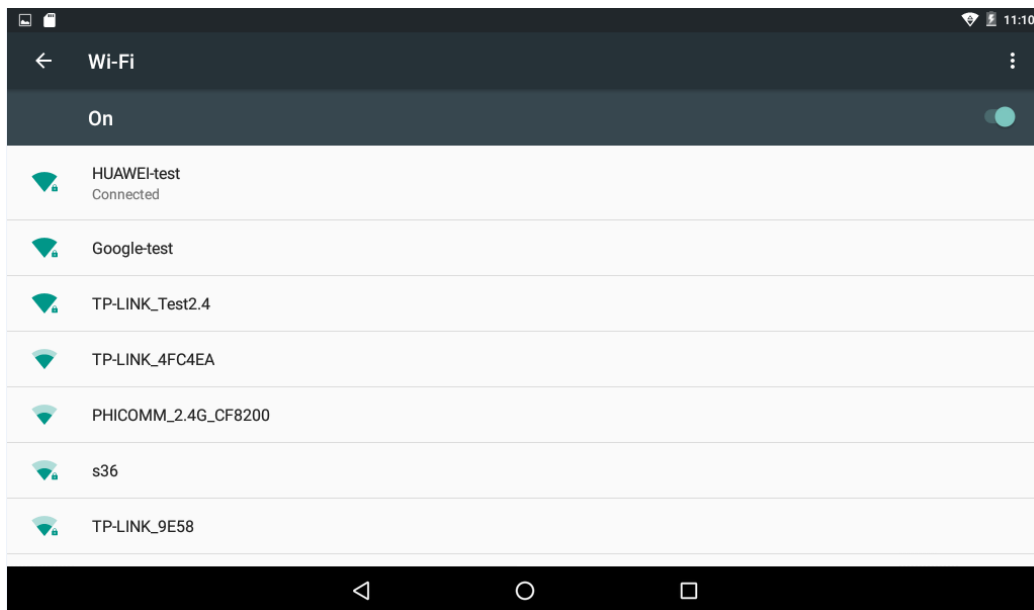 11:10
Wi-Fi
On
HUAWEI-test
Connected
Google-test
TP-LINK_Test2.4
TP-LINK_4FC4EA
PHICOMM_2.4G_CF8200
s36
TP-LINK_9E58